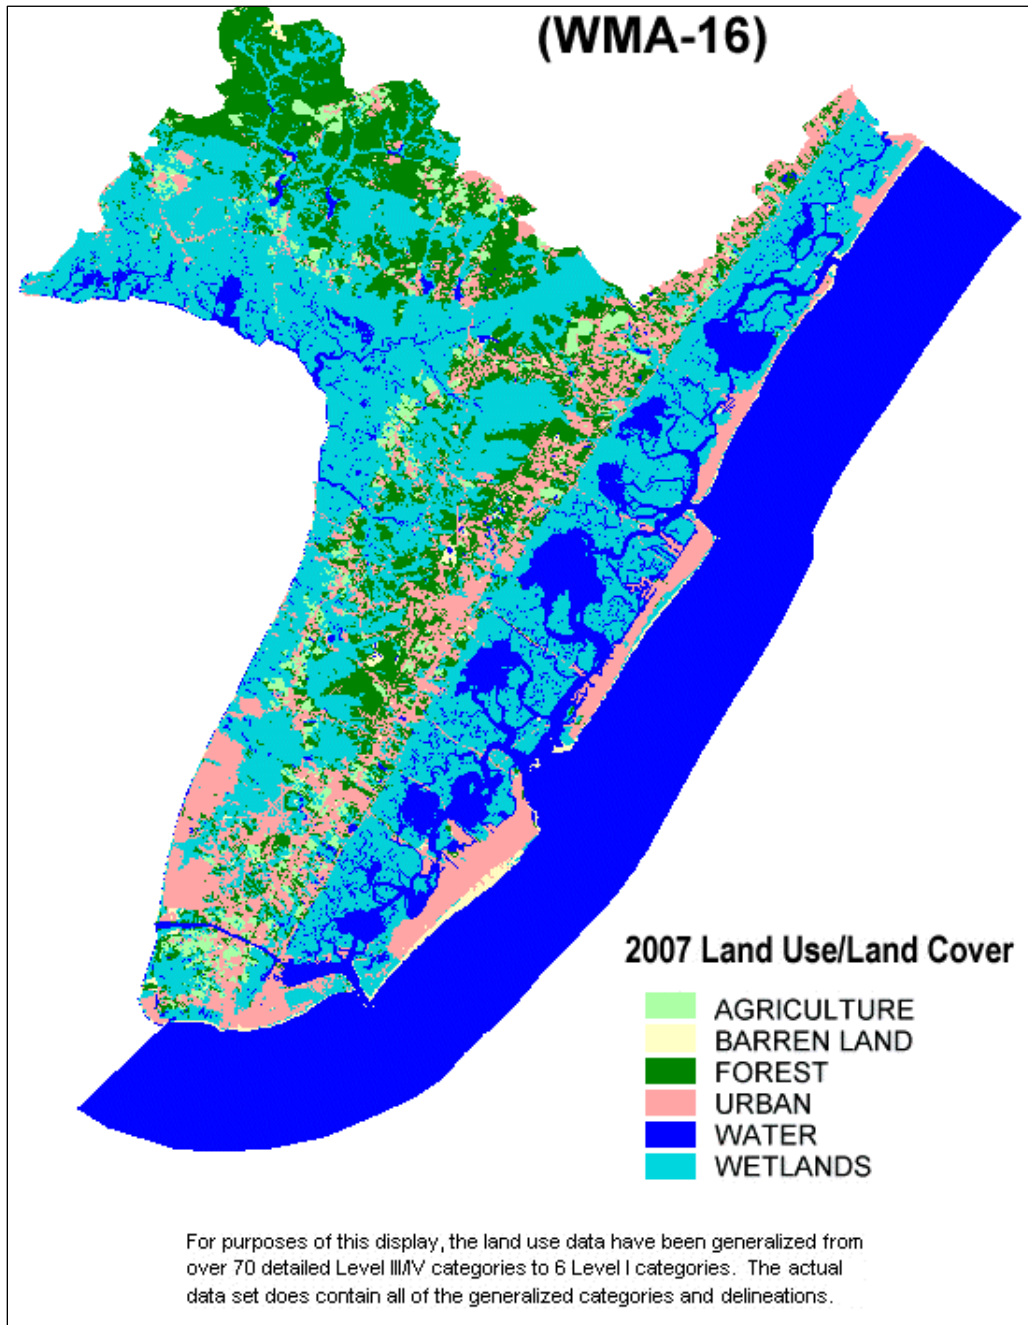 (WMA-16)
2007 Land Use/Land Cover
AGRICULTURE
BARREN LAND
FOREST
URBAN
WATER
WETLANDS
For purposes of this display, the land use data have been generalized from
over 70 detailed Level III/IV categories to 6 Level I categories. The actual
data set does contain all of the generalized categories and delineations.